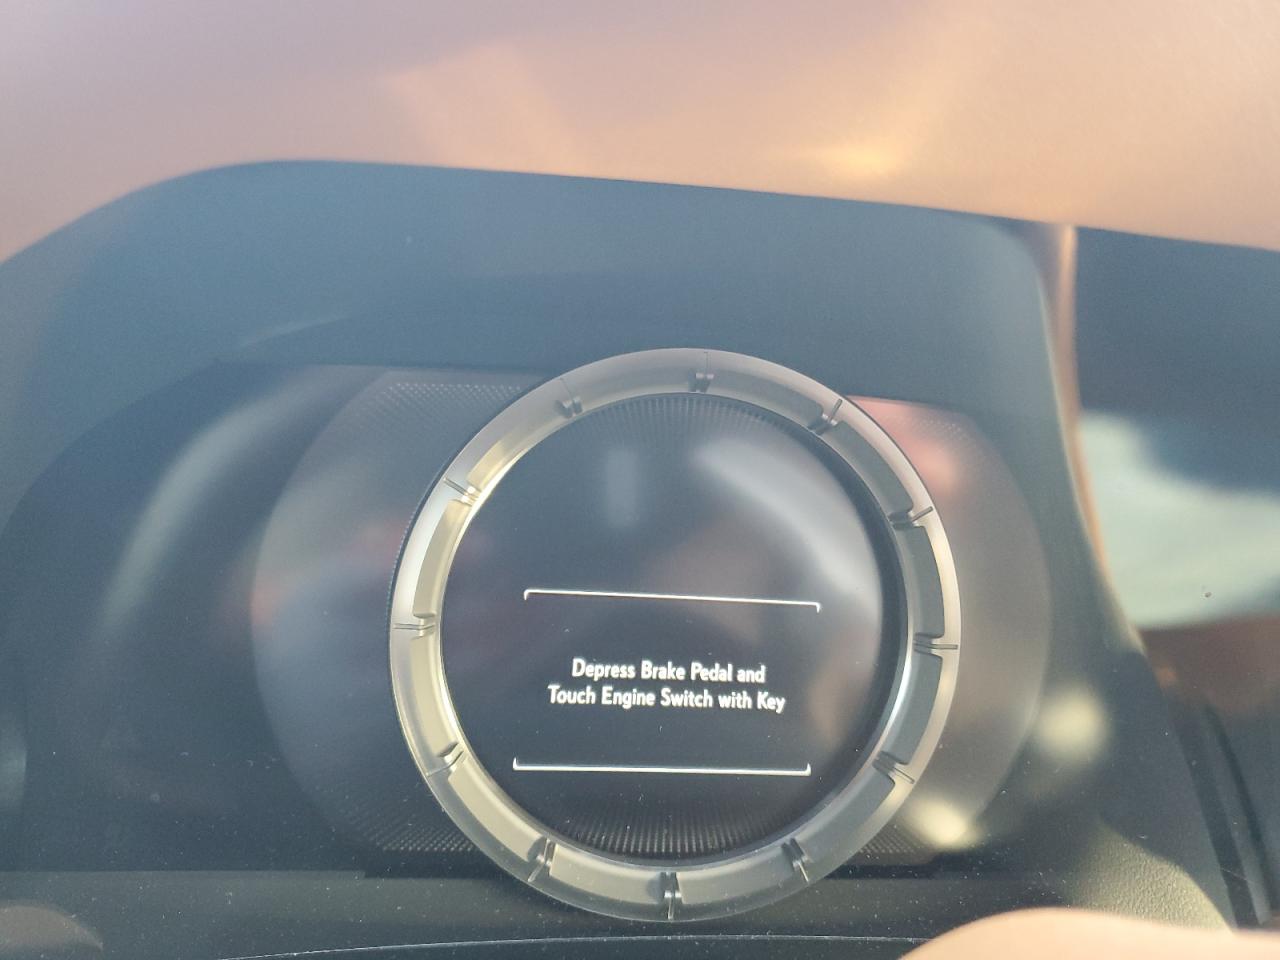 Depress Brake Pedal and
Touch Engine Switch with Key